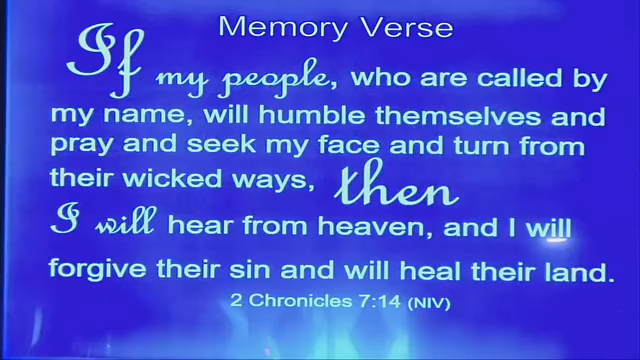 Memory Verse
If my people, who are called by
my name, will humble themselves and
pray and seek my face and turn from
their wicked ways, then
I will hear from heaven, and I will
forgive their sin and will heal their land.
2 Chronicles 7:14 (NIV)